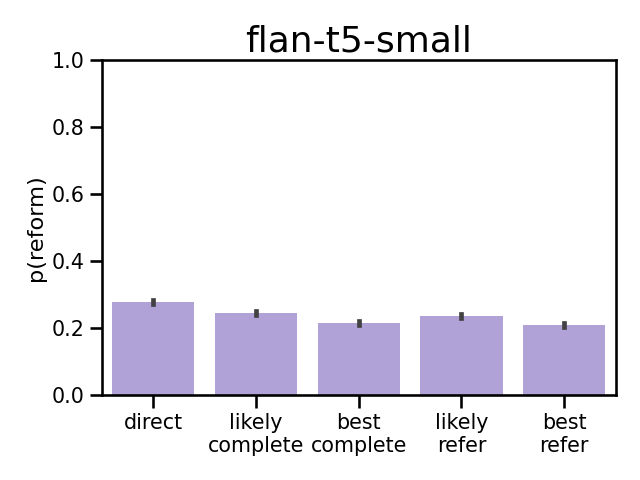 flan-t5-small
p(reform)
1.0
0.8
0.6
0.4
0.2
0.0
direct
likely
complete
best
complete
likely
refer
best
refer